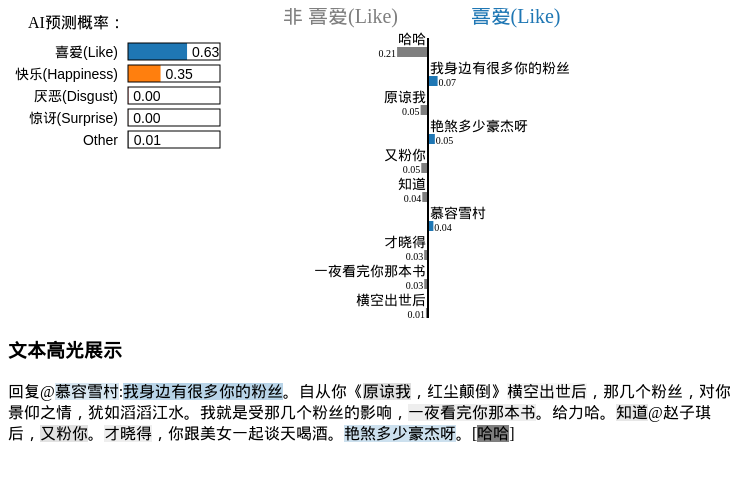 AI预测概率：
喜爱(Like) 0.63
快乐(Happiness) 0.35
厌恶(Disgust) 0.00
惊讶(Surprise) 0.00
Other 0.01
非 喜爱(Like) 喜爱(Like)
哈哈
0.21
我身边有很多你的粉丝
0.07
原谅我
0.05
艳煞多少豪杰呀
0.05
又粉你
0.05
知道
0.04
慕容雪村
0.04
才晓得
0.03
一夜看完你那本书
0.03
横空出世后
0.01
文本高光展示
回复@慕容雪村:我身边有很多你的粉丝。自从你《原谅我，红尘颠倒》横空出世后，那几个粉丝，对你
景仰之情，犹如滔滔江水。我就是受那几个粉丝的影响，一夜看完你那本书。给力哈。知道@赵子琪
后，又粉你。才晓得，你跟美女一起谈天喝酒。艳煞多少豪杰呀。[哈哈]